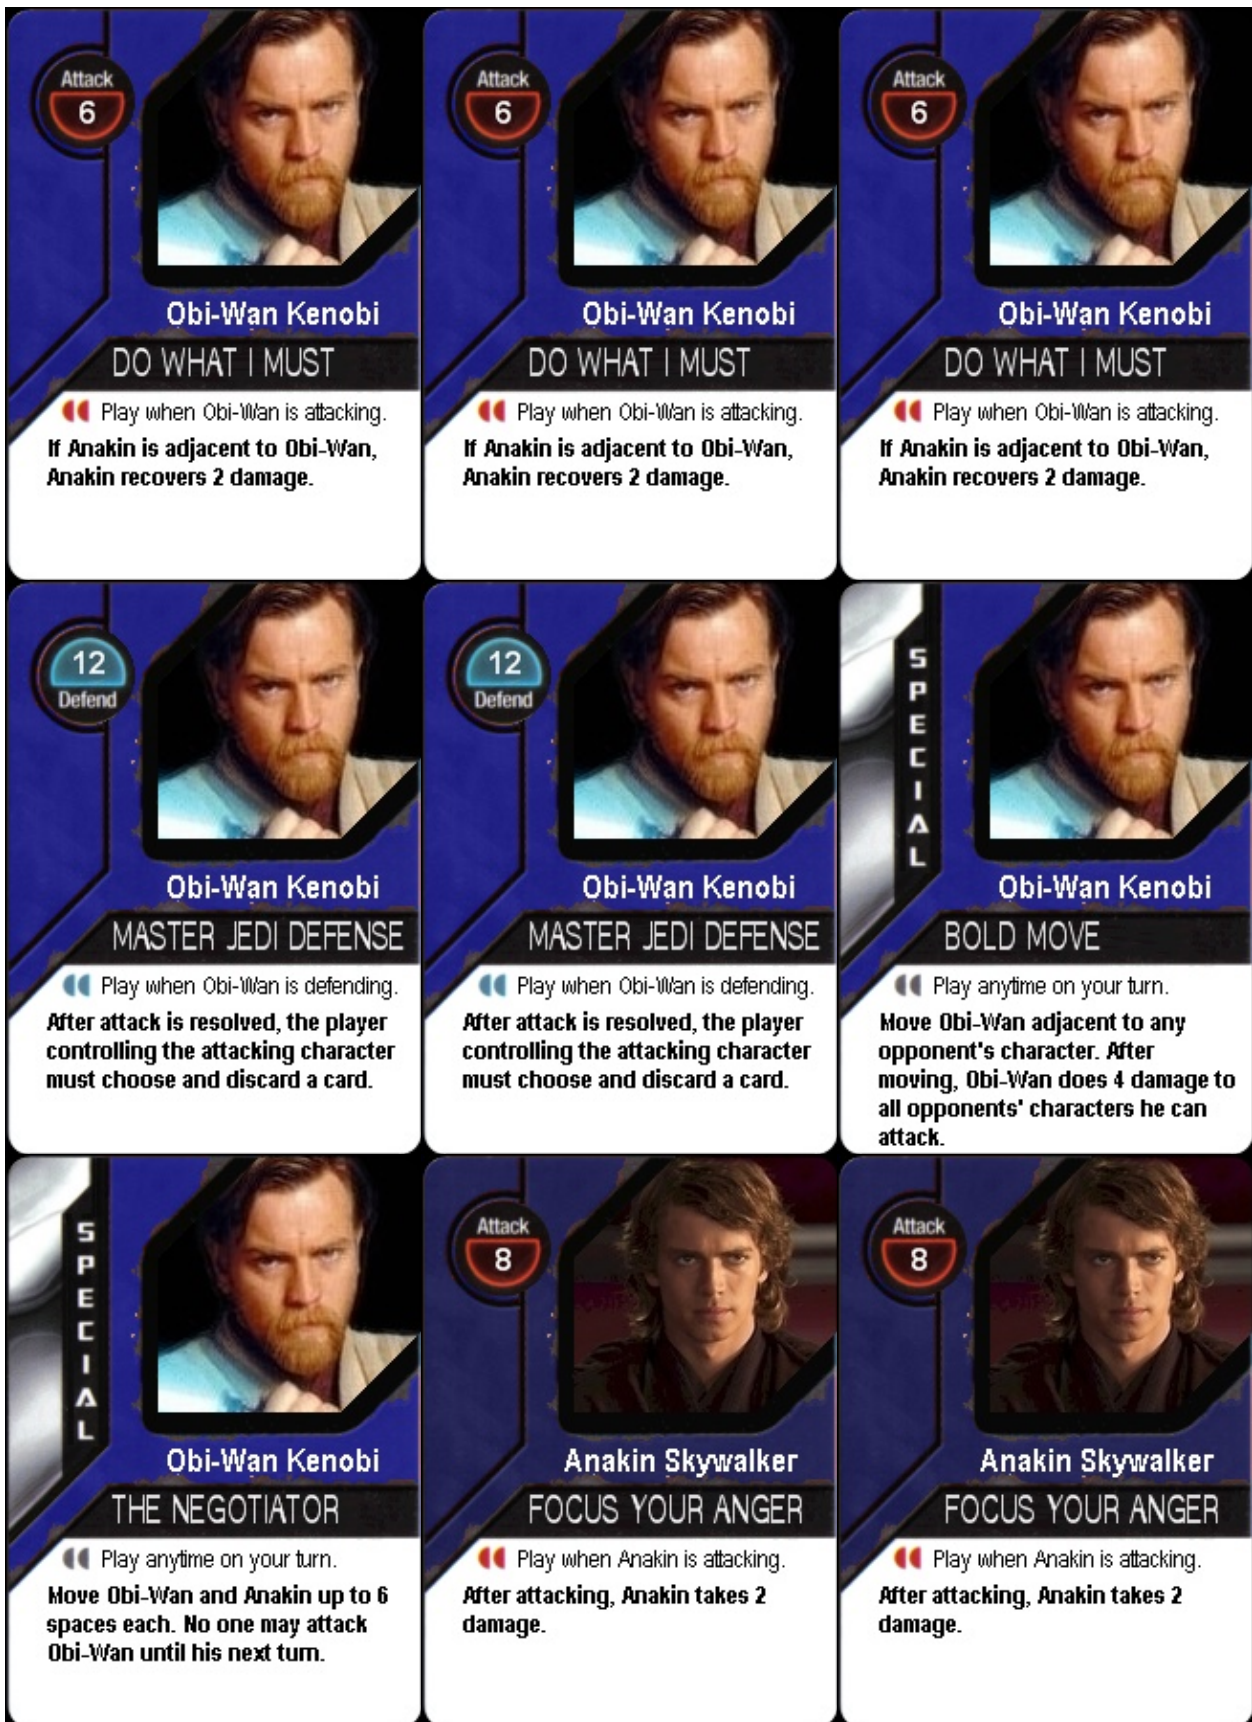 Attack
6
Obi-Wan Kenobi
DO WHAT I MUST
Play when Obi-Wan is attacking.
If Anakin is adjacent to Obi-Wan,
Anakin recovers 2 damage.
Attack
6
Obi-Wan Kenobi
DO WHAT I MUST
Play when Obi-Wan is attacking.
If Anakin is adjacent to Obi-Wan,
Anakin recovers 2 damage.
Attack
6
Obi-Wan Kenobi
DO WHAT I MUST
Play when Obi-Wan is attacking.
If Anakin is adjacent to Obi-Wan,
Anakin recovers 2 damage.
12
Defend
Obi-Wan Kenobi
MASTER JEDI DEFENSE
Play when Obi-Wan is defending.
After attack is resolved, the player
controlling the attacking character
must choose and discard a card.
12
Defend
Obi-Wan Kenobi
MASTER JEDI DEFENSE
Play when Obi-Wan is defending.
After attack is resolved, the player
controlling the attacking character
must choose and discard a card.
SPECIAL
Obi-Wan Kenobi
BOLD MOVE
Play anytime on your turn.
Move Obi-Wan adjacent to any
opponent's character. After
moving, Obi-Wan does 4 damage to
all opponents' characters he can
attack.
SPECIAL
Obi-Wan Kenobi
THE NEGOTIATOR
Play anytime on your turn.
Move Obi-Wan and Anakin up to 6
spaces each. No one may attack
Obi-Wan until his next turn.
Attack
8
Anakin Skywalker
FOCUS YOUR ANGER
Play when Anakin is attacking.
After attacking, Anakin takes 2
damage.
Attack
8
Anakin Skywalker
FOCUS YOUR ANGER
Play when Anakin is attacking.
After attacking, Anakin takes 2
damage.